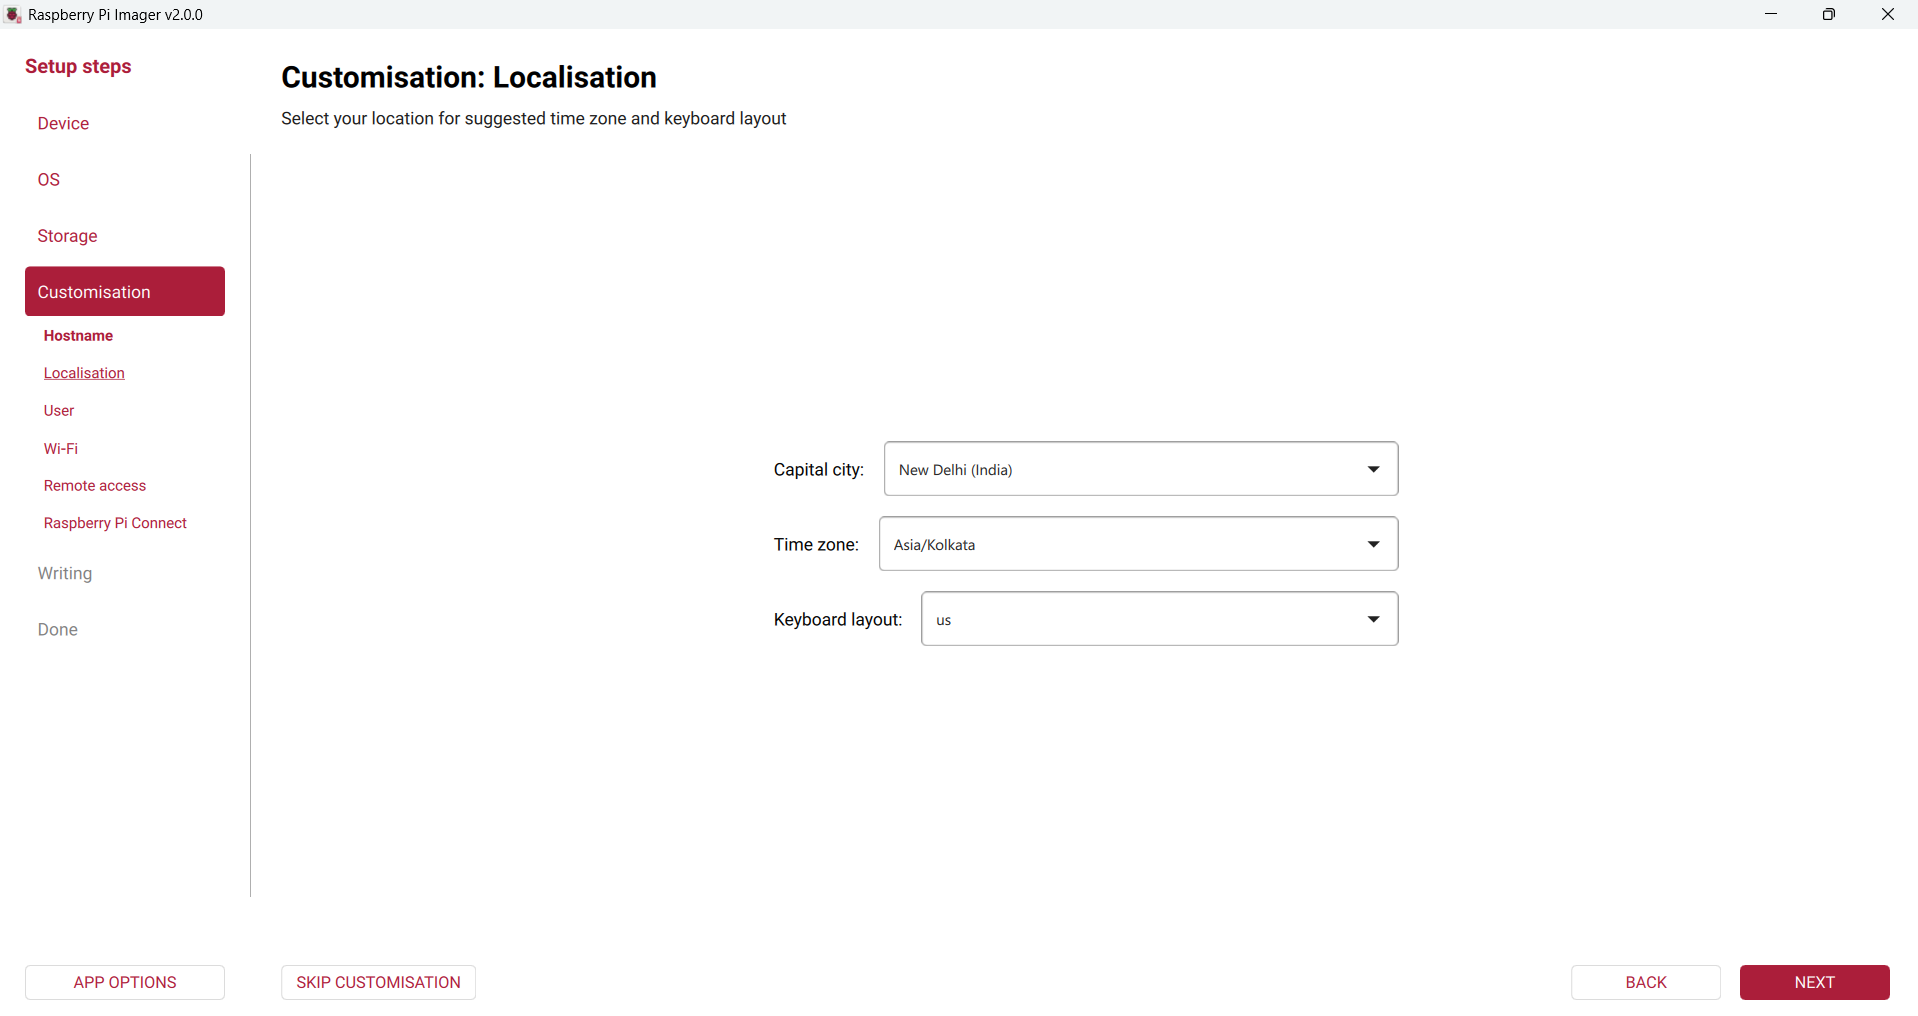 Raspberry Pi Imager v2.0.0
Setup steps
Device
OS
Storage
Customisation
Hostname
Localisation
User
Wi-Fi
Remote access
Raspberry Pi Connect
Writing
Done
Customisation: Localisation
Select your location for suggested time zone and keyboard layout
Capital city: New Delhi (India)
Time zone: Asia/Kolkata
Keyboard layout: us
APP OPTIONS
SKIP CUSTOMISATION
BACK
NEXT